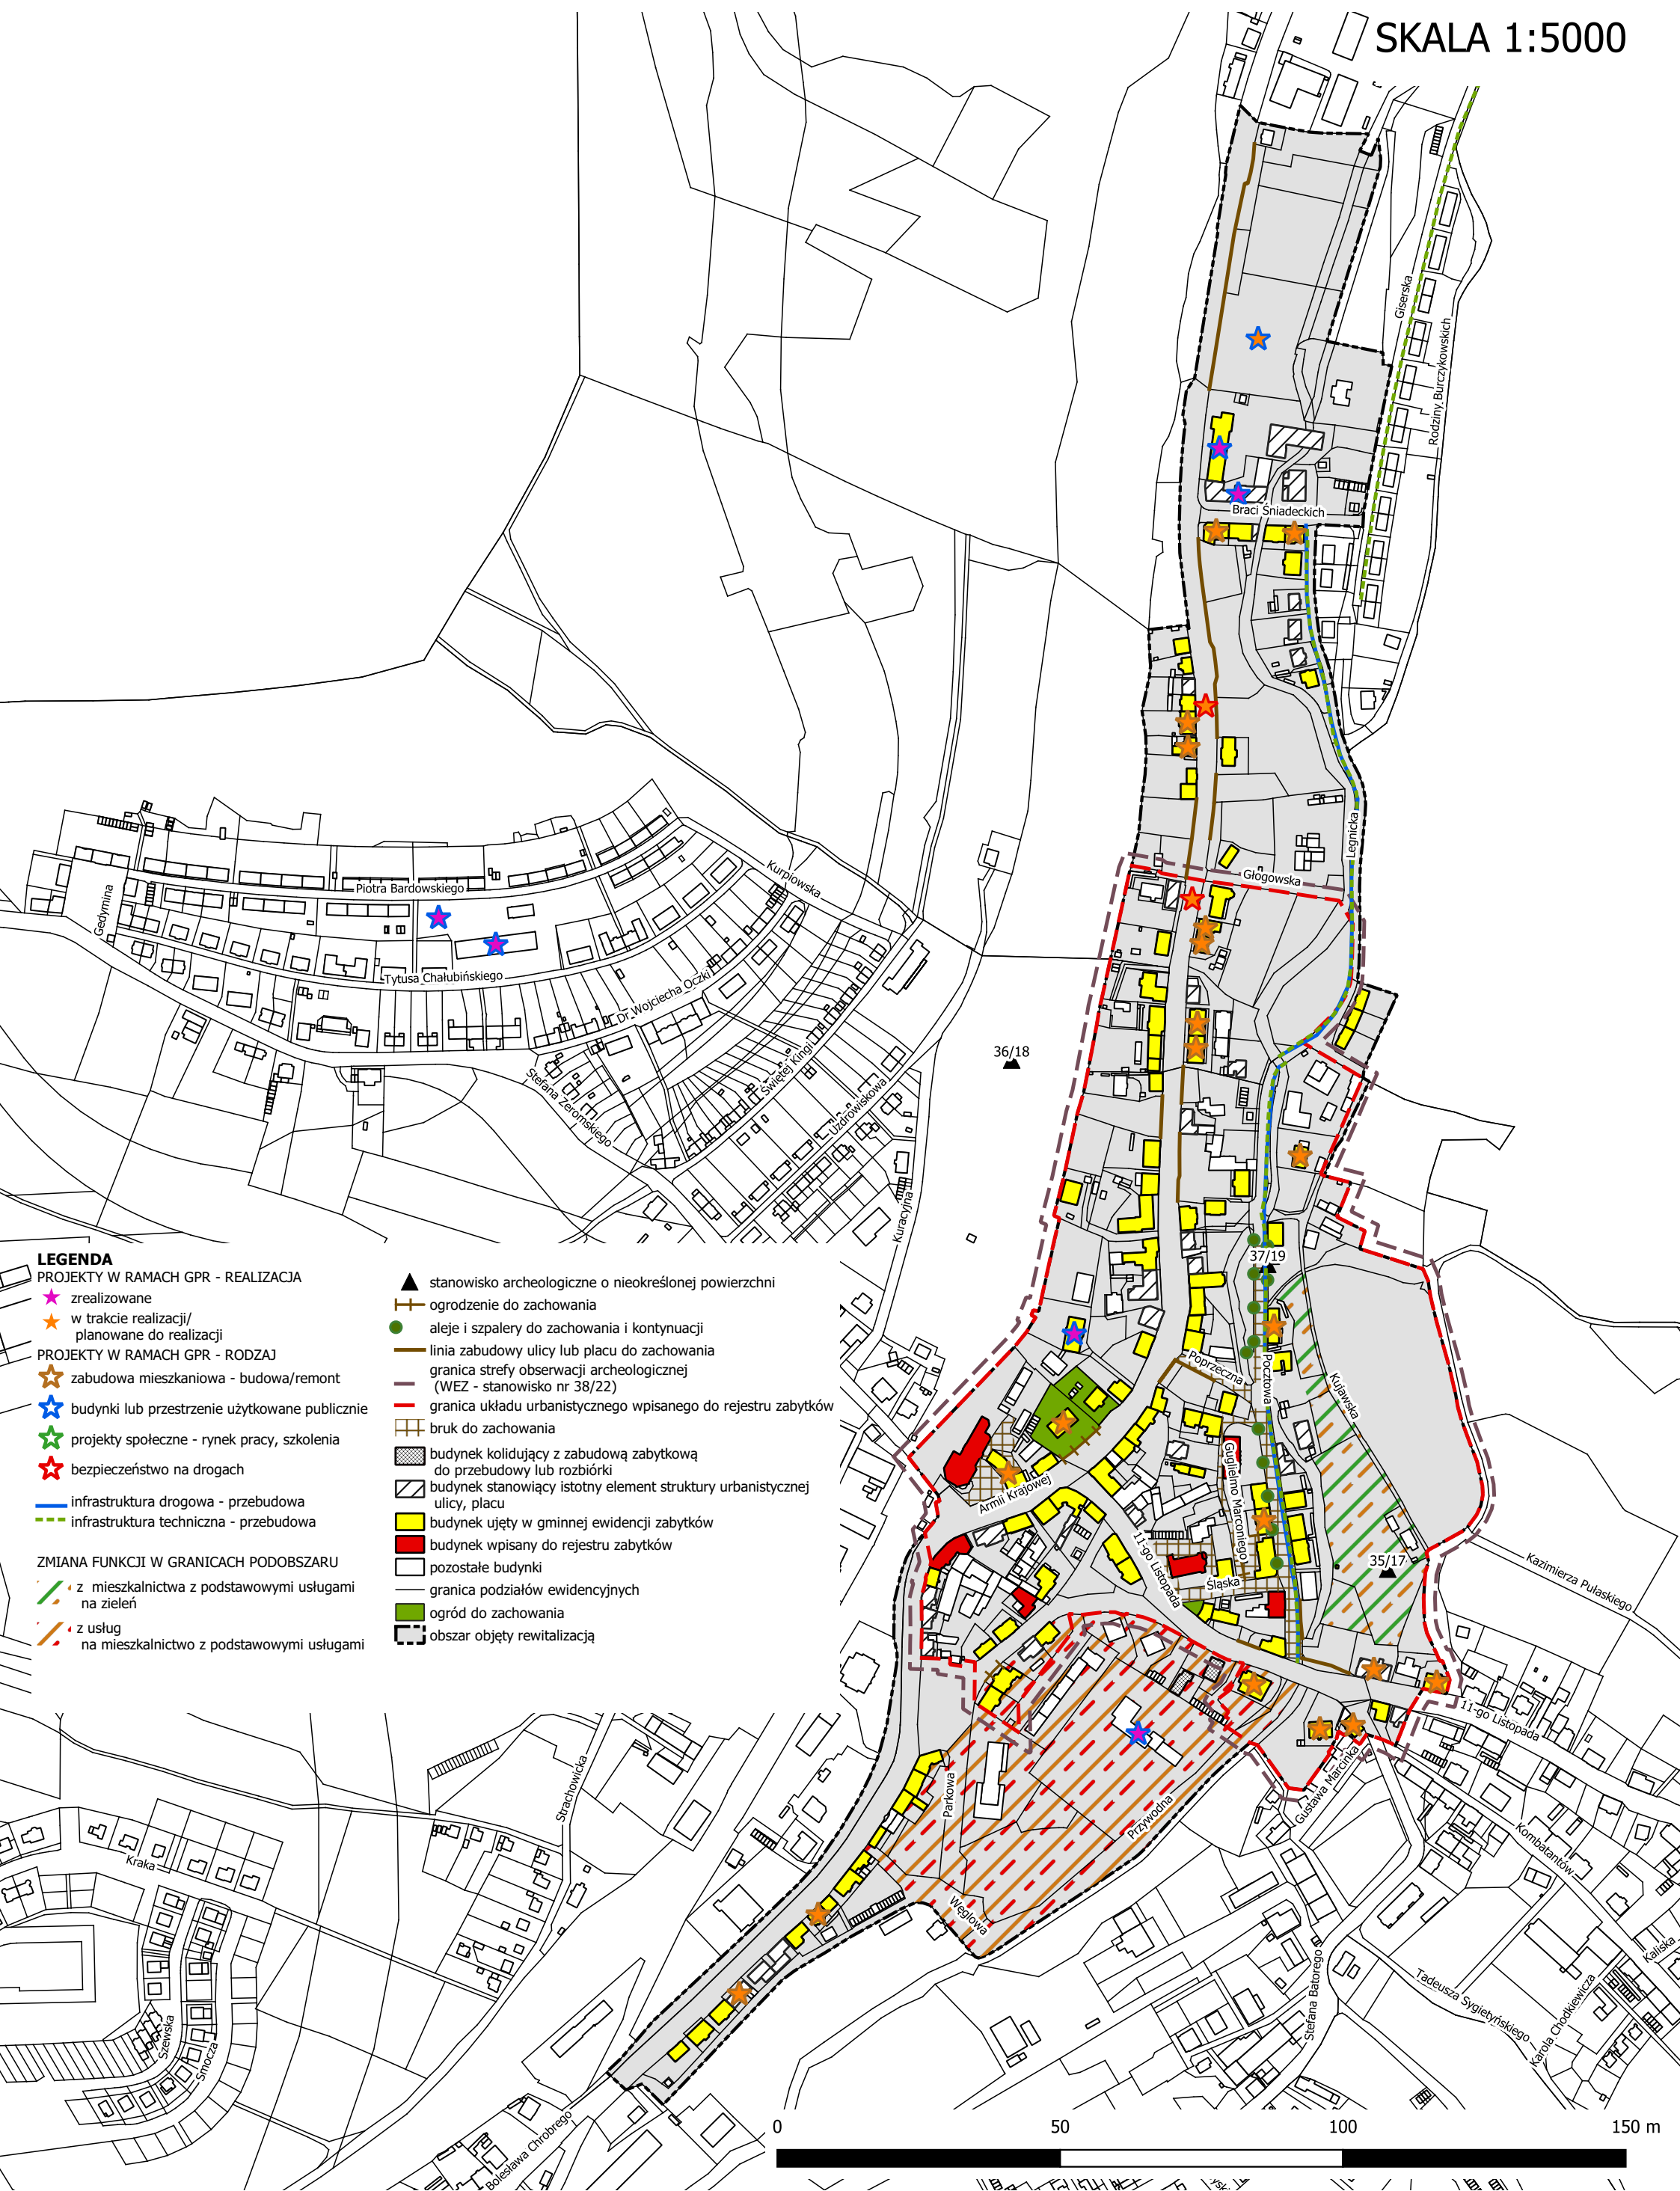 SKALA 1:5000
Giserska
Rodziny Burczykowskich
Braci Śniadeckich
Legnicka
Głogowska
Kurpiowska
Piotra Bardowskiego
Gedymina
Tytusa Chałubińskiego
Dr Wojciecha Oczki
Stefana Żeromskiego
Świętej Kingi
Uzdrowiskowa
Kuracyjna
36/18
37/19
Poprzeczna
Pocztowa
Kujawska
Armii Krajowej
Guglielmo Marconiego
11-go Listopada
Śląska
35/17
Kazimierza Pułaskiego
11-go Listopada
Gustawa Marcinka
Kombatantów
Parkowa
Przywodna
Węglowa
Strachowicka
Kraka
Szewska
Smocza
Bolesława Chrobrego
Stefana Batorego
Tadeusza Sygietyńskiego
Karola Chodkiewicza
Kaliska
LEGENDA
PROJEKTY W RAMACH GPR - REALIZACJA
zrealizowane
w trakcie realizacji/
planowane do realizacji
PROJEKTY W RAMACH GPR - RODZAJ
zabudowa mieszkaniowa - budowa/remont
budynki lub przestrzenie użytkowane publicznie
projekty społeczne - rynek pracy, szkolenia
bezpieczeństwo na drogach
infrastruktura drogowa - przebudowa
infrastruktura techniczna - przebudowa
ZMIANA FUNKCJI W GRANICACH PODOBSZARU
z mieszkalnictwa z podstawowymi usługami
na zieleń
z usług
na mieszkalnictwo z podstawowymi usługami
stanowisko archeologiczne o nieokreślonej powierzchni
ogrodzenie do zachowania
aleje i szpalery do zachowania i kontynuacji
linia zabudowy ulicy lub placu do zachowania
granica strefy obserwacji archeologicznej
(WEZ - stanowisko nr 38/22)
granica układu urbanistycznego wpisanego do rejestru zabytków
bruk do zachowania
budynek kolidujący z zabudową zabytkową
do przebudowy lub rozbiórki
budynek stanowiący istotny element struktury urbanistycznej
ulicy, placu
budynek ujęty w gminnej ewidencji zabytków
budynek wpisany do rejestru zabytków
pozostałe budynki
granica podziałów ewidencyjnych
ogród do zachowania
obszar objęty rewitalizacją
0 50 100 150 m